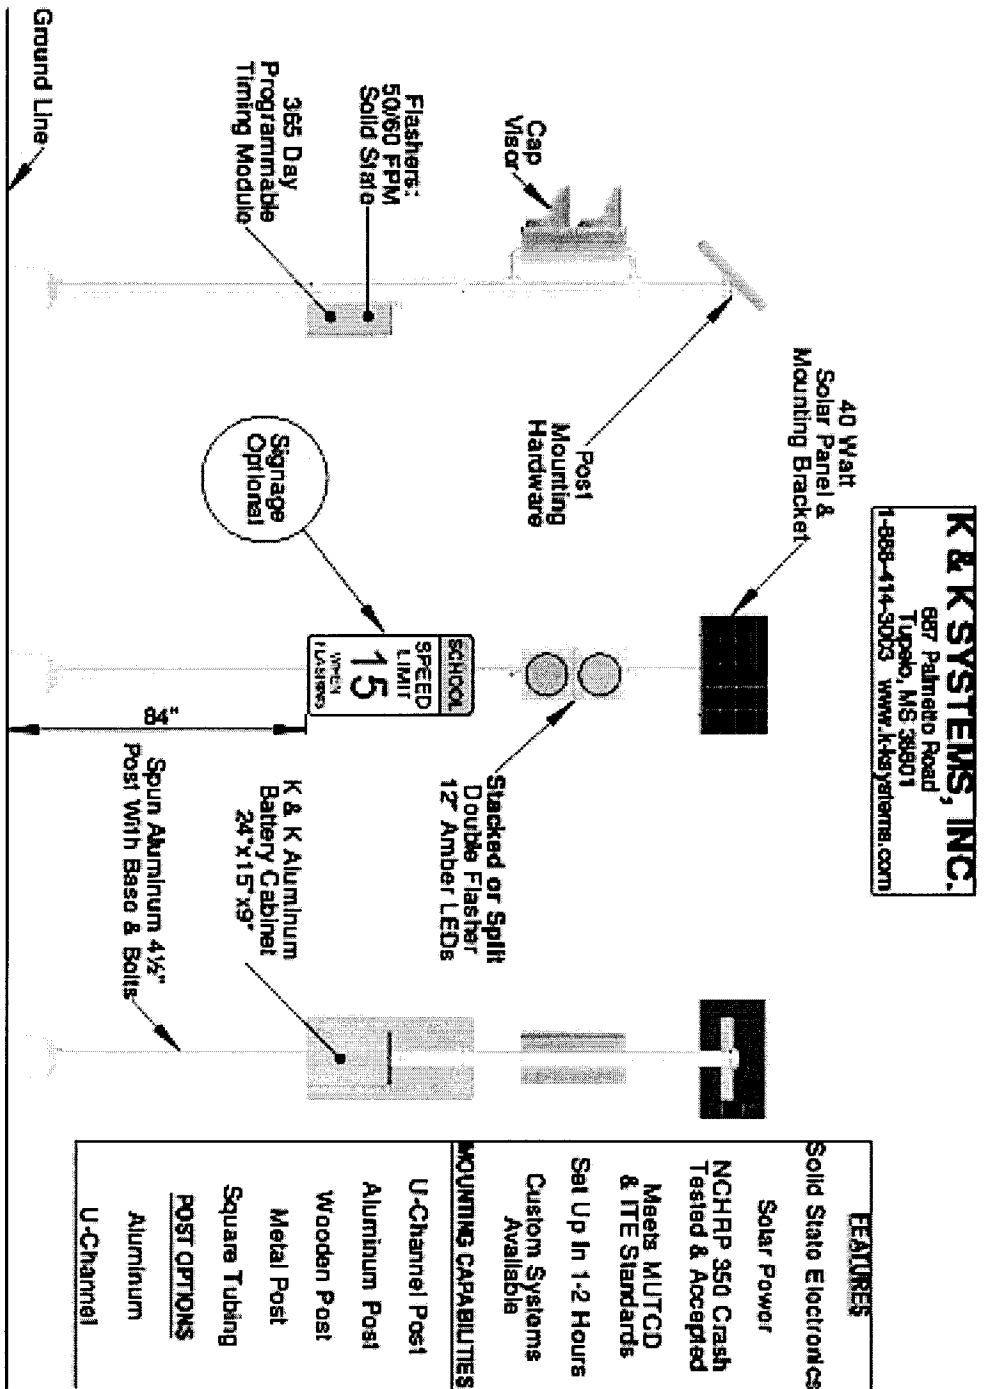 K & K SYSTEMS, INC.
687 Palmetto Road
Tupelo, MS 38801
1-888-414-3003 www.k-ksystems.com
40 Watt
Solar Panel &
Mounting Bracket
Post
Mounting
Hardware
Cap
Visor
Flashers:
50/60 FPM
Solid State
365 Day
Programmable
Timing Module
Ground Line
Signage
Optional
SCHOOL
SPEED
LIMIT
15
WHEN
FLASHING
84"
Stacked or Split
Double Flasher
12" Amber LEDs
K & K Aluminum
Battery Cabinet
24"x15"x9"
Spun Aluminum 4½"
Post With Base & Bolts
FEATURES
Solid State Electronics
Solar Power
NCHRP 350 Crash
Tested & Accepted
Meets MUTCD
& ITE Standards
Set Up In 1-2 Hours
Custom Systems
Available
MOUNTING CAPABILITIES
U-Channel Post
Aluminum Post
Wooden Post
Metal Post
Square Tubing
POST OPTIONS
Aluminum
U-Channel